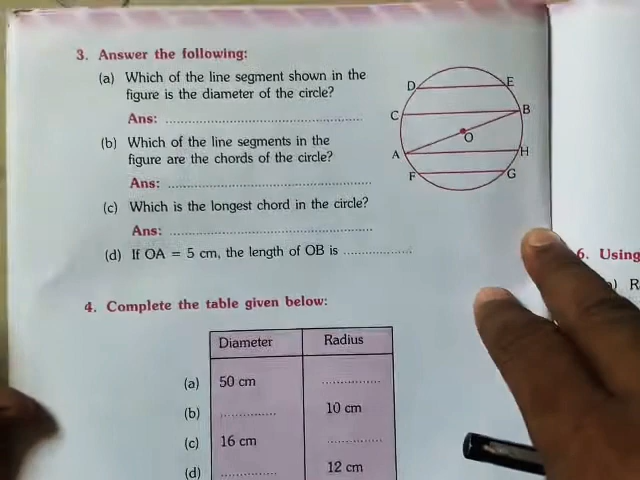 3. Answer the following:
(a) Which of the line segment shown in the
figure is the diameter of the circle?
Ans: ................................................
(b) Which of the line segments in the
figure are the chords of the circle?
Ans: ................................................
(c) Which is the longest chord in the circle?
Ans: ................................................
(d) If OA = 5 cm, the length of OB is ..................
D
E
C
B
O
A
H
F
G
6. Using
R
4. Complete the table given below:
Diameter Radius
(a) 50 cm ...............
(b) ............... 10 cm
(c) 16 cm ...............
(d) ............... 12 cm